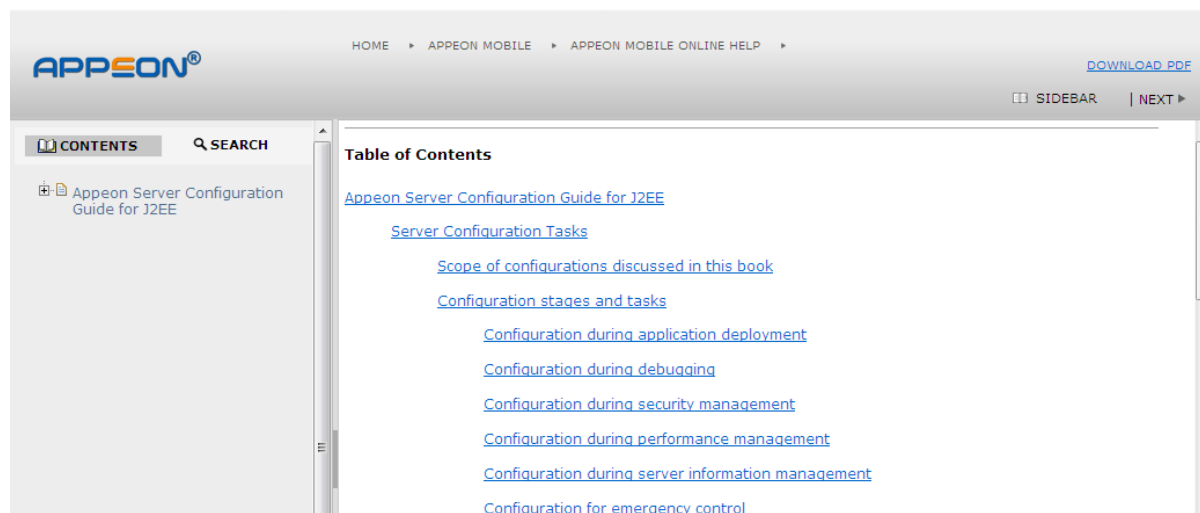 APPEON®
HOME ▸ APPEON MOBILE ▸ APPEON MOBILE ONLINE HELP ▸
DOWNLOAD PDF
SIDEBAR | NEXT ▶
CONTENTS SEARCH
Appeon Server Configuration
Guide for J2EE
Table of Contents
Appeon Server Configuration Guide for J2EE
Server Configuration Tasks
Scope of configurations discussed in this book
Configuration stages and tasks
Configuration during application deployment
Configuration during debugging
Configuration during security management
Configuration during performance management
Configuration during server information management
Configuration for emergency control